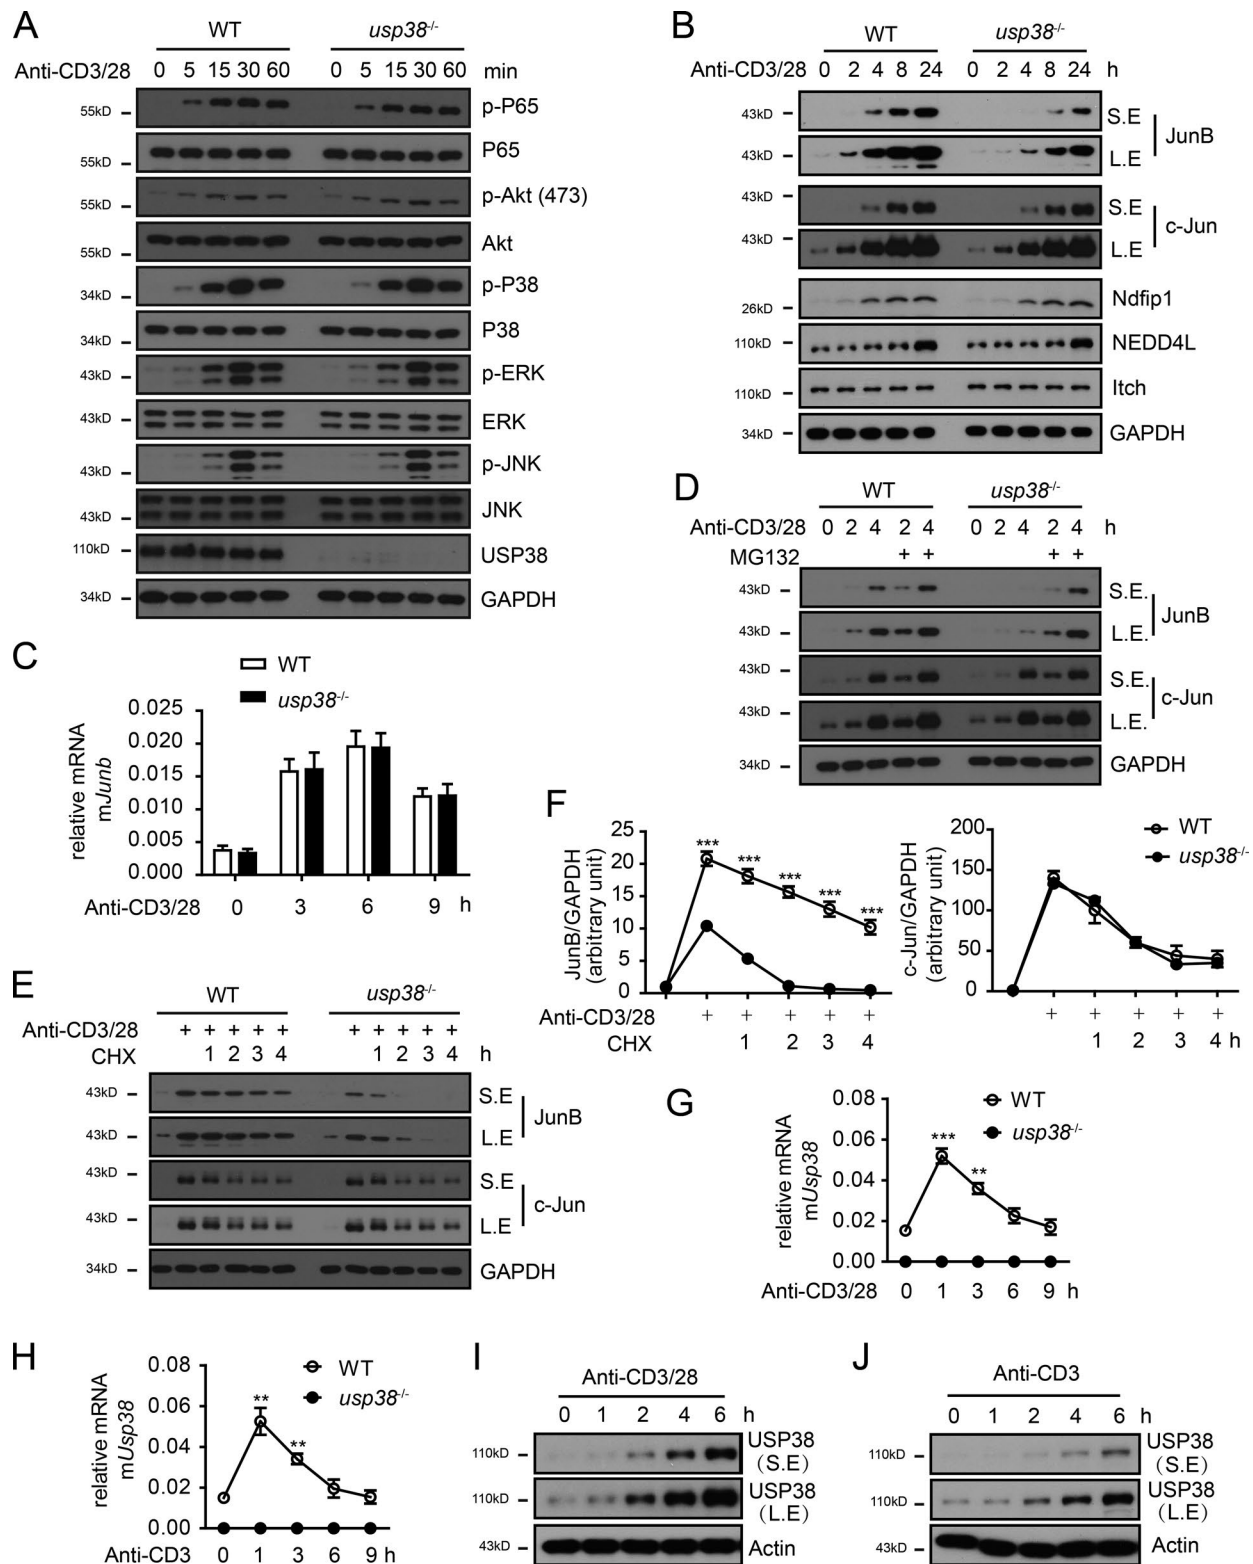 A
WT usp38-/-
Anti-CD3/28 0 5 15 30 60 0 5 15 30 60 min
55kD p-P65
55kD P65
55kD p-Akt (473)
55kD Akt
34kD p-P38
34kD P38
43kD p-ERK
43kD ERK
43kD p-JNK
43kD JNK
110kD USP38
34kD GAPDH
B
WT usp38-/-
Anti-CD3/28 0 2 4 8 24 0 2 4 8 24 h
43kD S.E
JunB
43kD L.E
43kD S.E
c-Jun
43kD L.E
26kD Ndfip1
110kD NEDD4L
110kD Itch
34kD GAPDH
C
WT
usp38-/-
relative mRNA
mJunb
0.025
0.020
0.015
0.010
0.005
0.000
Anti-CD3/28 0 3 6 9 h
D
WT usp38-/-
Anti-CD3/28 0 2 4 2 4 0 2 4 2 4 h
MG132 + + + +
43kD S.E.
JunB
43kD L.E.
43kD S.E.
c-Jun
43kD L.E.
34kD GAPDH
E
WT usp38-/-
Anti-CD3/28 + + + + + + + + + +
CHX 1 2 3 4 1 2 3 4 h
43kD S.E
JunB
43kD L.E
43kD S.E
c-Jun
43kD L.E
34kD GAPDH
F
JunB/GAPDH
(arbitrary unit)
25
20
15
10
5
0
*** *** *** *** ***
Anti-CD3/28 + + + + +
CHX 1 2 3 4
c-Jun/GAPDH
(arbitrary unit)
200
150
100
50
0
WT
usp38-/-
+ + + + +
1 2 3 4 h
G
relative mRNA
mUsp38
0.08
0.06
0.04
0.02
0.00
WT
usp38-/-
*** **
Anti-CD3/28 0 1 3 6 9 h
H
relative mRNA
mUsp38
0.08
0.06
0.04
0.02
0.00
WT
usp38-/-
** **
Anti-CD3 0 1 3 6 9 h
I
Anti-CD3/28
0 1 2 4 6 h
110kD USP38
(S.E)
110kD USP38
(L.E)
43kD Actin
J
Anti-CD3
0 1 2 4 6 h
110kD USP38
(S.E)
110kD USP38
(L.E)
43kD Actin